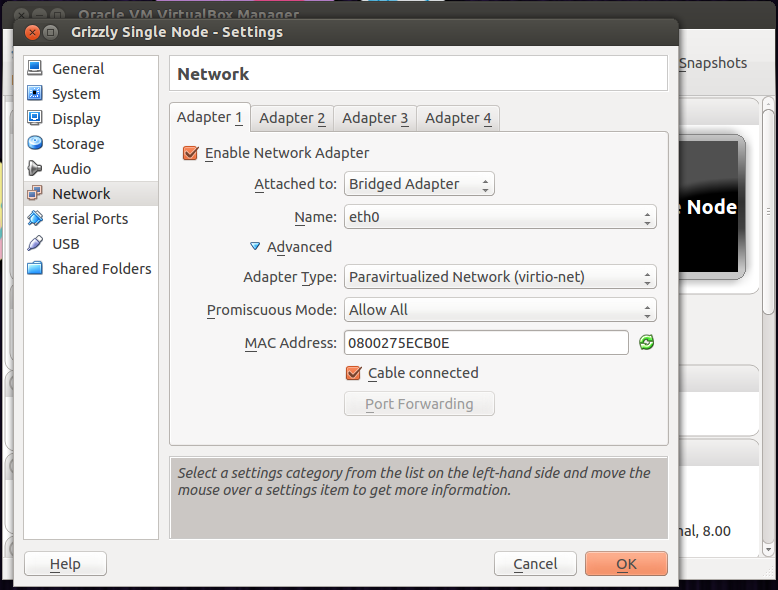 Oracle VM VirtualBox Manager
Grizzly Single Node - Settings
Snapshots
General
System
Display
Storage
Audio
Network
Serial Ports
USB
Shared Folders
Network
Adapter 1 Adapter 2 Adapter 3 Adapter 4
Enable Network Adapter
Attached to: Bridged Adapter
Name: eth0
Advanced
Adapter Type: Paravirtualized Network (virtio-net)
Promiscuous Mode: Allow All
MAC Address: 0800275ECB0E
Cable connected
Port Forwarding
Select a settings category from the list on the left-hand side and move the
mouse over a settings item to get more information.
Node
nal, 8.00
Help Cancel OK